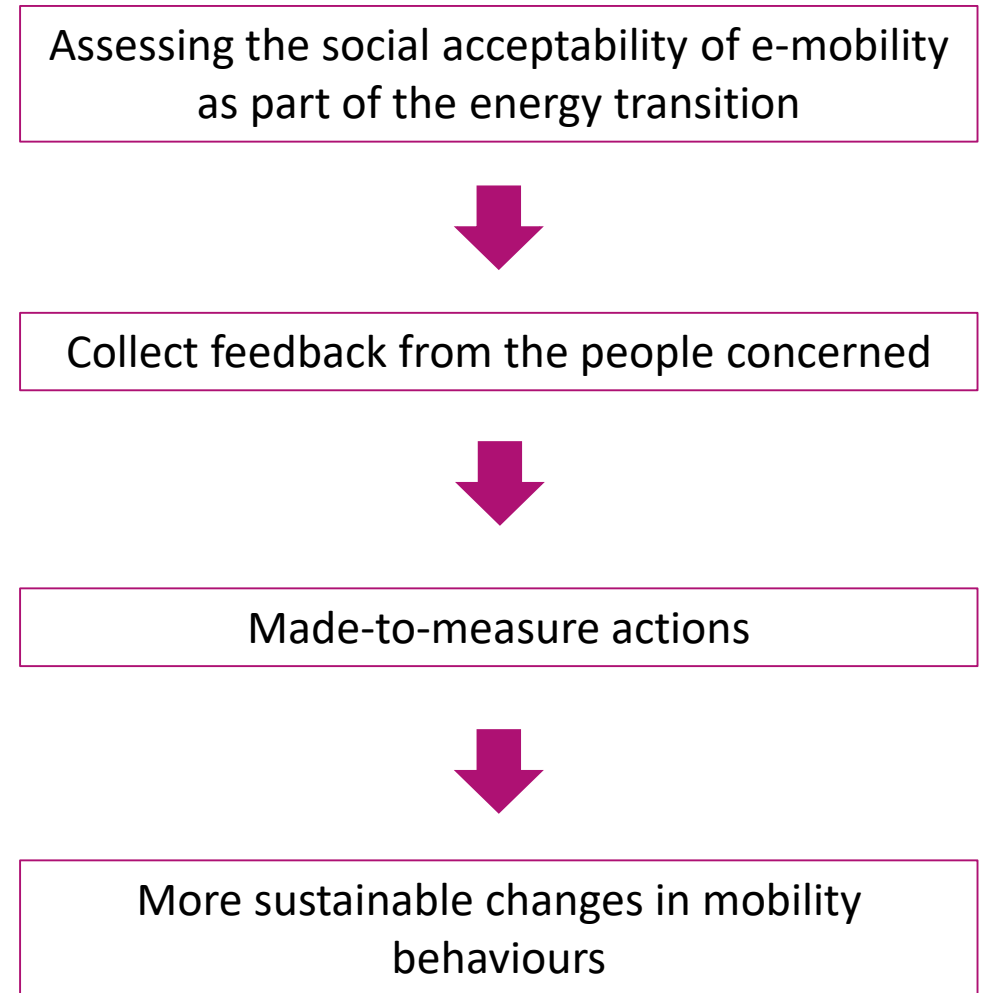 Assessing the social acceptability of e-mobility
as part of the energy transition
Collect feedback from the people concerned
Made-to-measure actions
More sustainable changes in mobility
behaviours